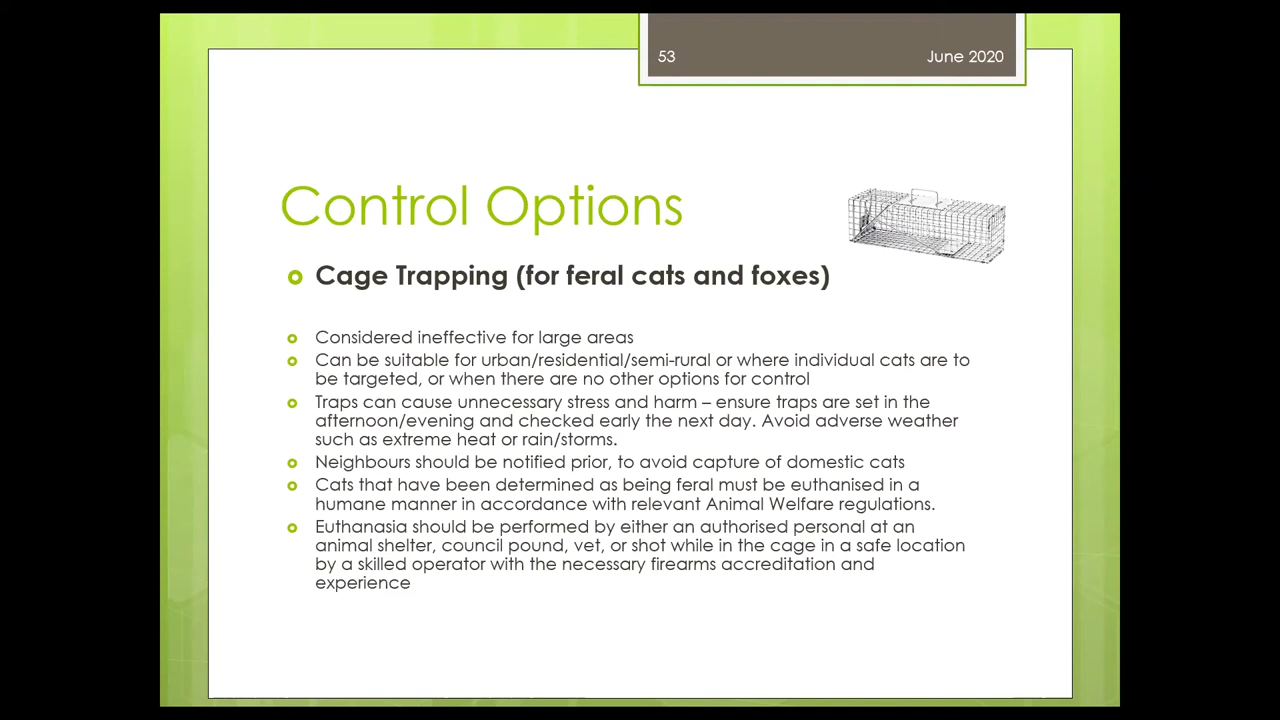 53
June 2020
Control Options
Cage Trapping (for feral cats and foxes)
Considered ineffective for large areas
Can be suitable for urban/residential/semi-rural or where individual cats are to
be targeted, or when there are no other options for control
Traps can cause unnecessary stress and harm – ensure traps are set in the
afternoon/evening and checked early the next day. Avoid adverse weather
such as extreme heat or rain/storms.
Neighbours should be notified prior, to avoid capture of domestic cats
Cats that have been determined as being feral must be euthanised in a
humane manner in accordance with relevant Animal Welfare regulations.
Euthanasia should be performed by either an authorised personal at an
animal shelter, council pound, vet, or shot while in the cage in a safe location
by a skilled operator with the necessary firearms accreditation and
experience